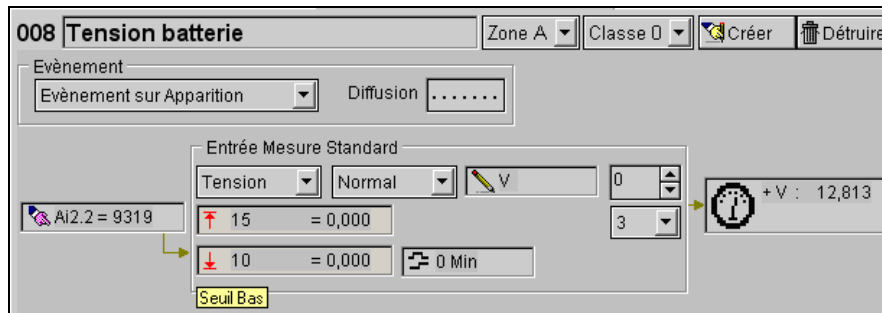 008 Tension batterie Zone A Classe 0 Créer Détruire
Evènement
Evènement sur Apparition Diffusion .......
Entrée Mesure Standard
Tension Normal V 0
+ V : 12,813
Ai2.2 = 9319 15 = 0,000 3
10 = 0,000 0 Min
Seuil Bas